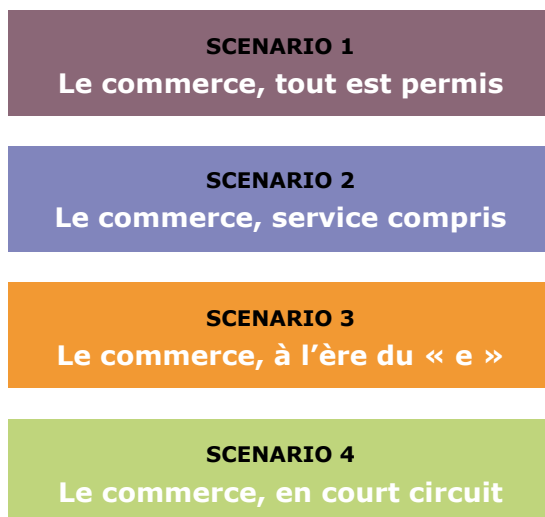 SCENARIO 1
Le commerce, tout est permis
SCENARIO 2
Le commerce, service compris
SCENARIO 3
Le commerce, à l’ère du « e »
SCENARIO 4
Le commerce, en court circuit